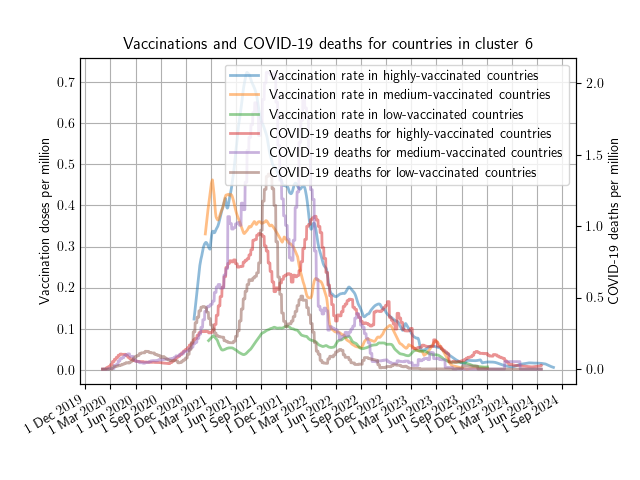 Vaccinations and COVID-19 deaths for countries in cluster 6
Vaccination rate in highly-vaccinated countries
Vaccination rate in medium-vaccinated countries
Vaccination rate in low-vaccinated countries
COVID-19 deaths for highly-vaccinated countries
COVID-19 deaths for medium-vaccinated countries
COVID-19 deaths for low-vaccinated countries
Vaccination doses per million
0.7
0.6
0.5
0.4
0.3
0.2
0.1
0.0
COVID-19 deaths per million
2.0
1.5
1.0
0.5
0.0
1 Dec 2019
1 Mar 2020
1 Jun 2020
1 Sep 2020
1 Dec 2020
1 Mar 2021
1 Jun 2021
1 Sep 2021
1 Dec 2021
1 Mar 2022
1 Jun 2022
1 Sep 2022
1 Dec 2022
1 Mar 2023
1 Jun 2023
1 Sep 2023
1 Dec 2023
1 Mar 2024
1 Jun 2024
1 Sep 2024